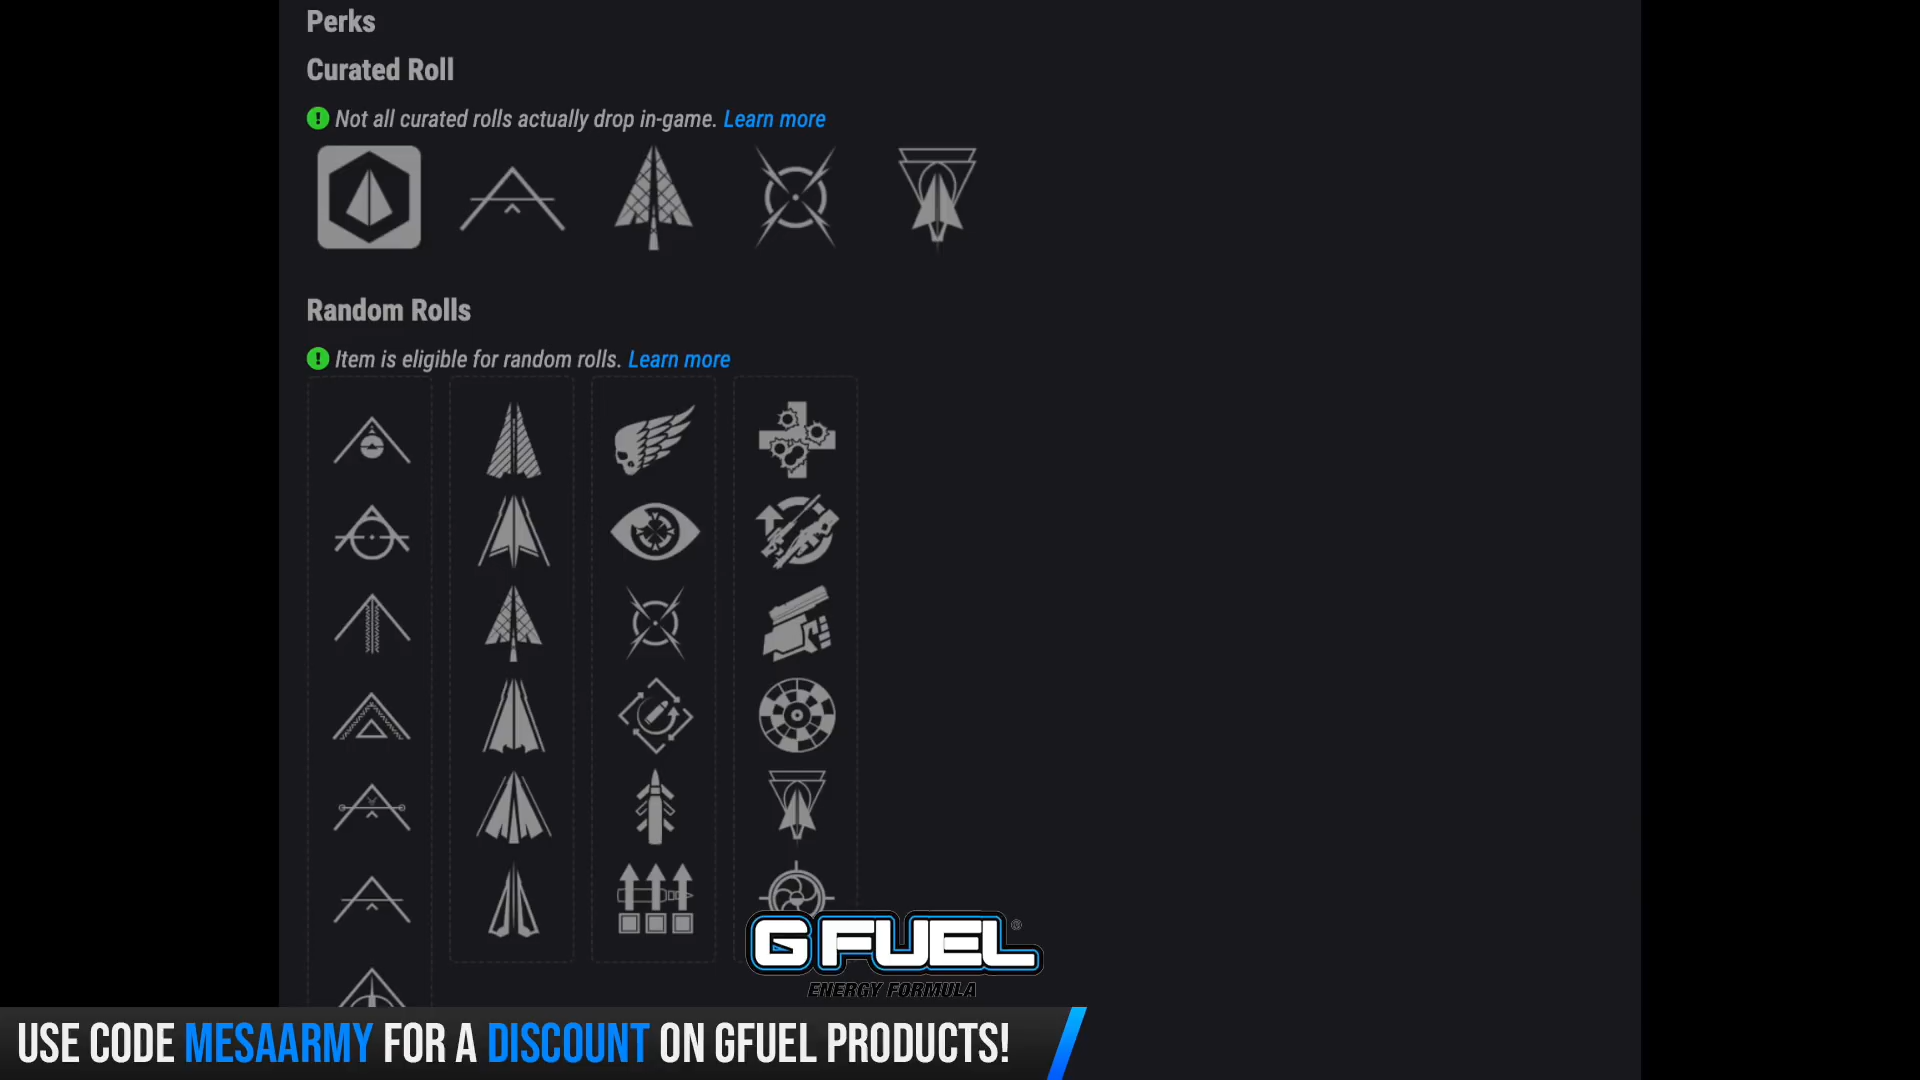 Perks
Curated Roll
Not all curated rolls actually drop in-game. Learn more
Random Rolls
Item is eligible for random rolls. Learn more
G FUEL ®
ENERGY FORMULA
USE CODE MESAARMY FOR A DISCOUNT ON GFUEL PRODUCTS!